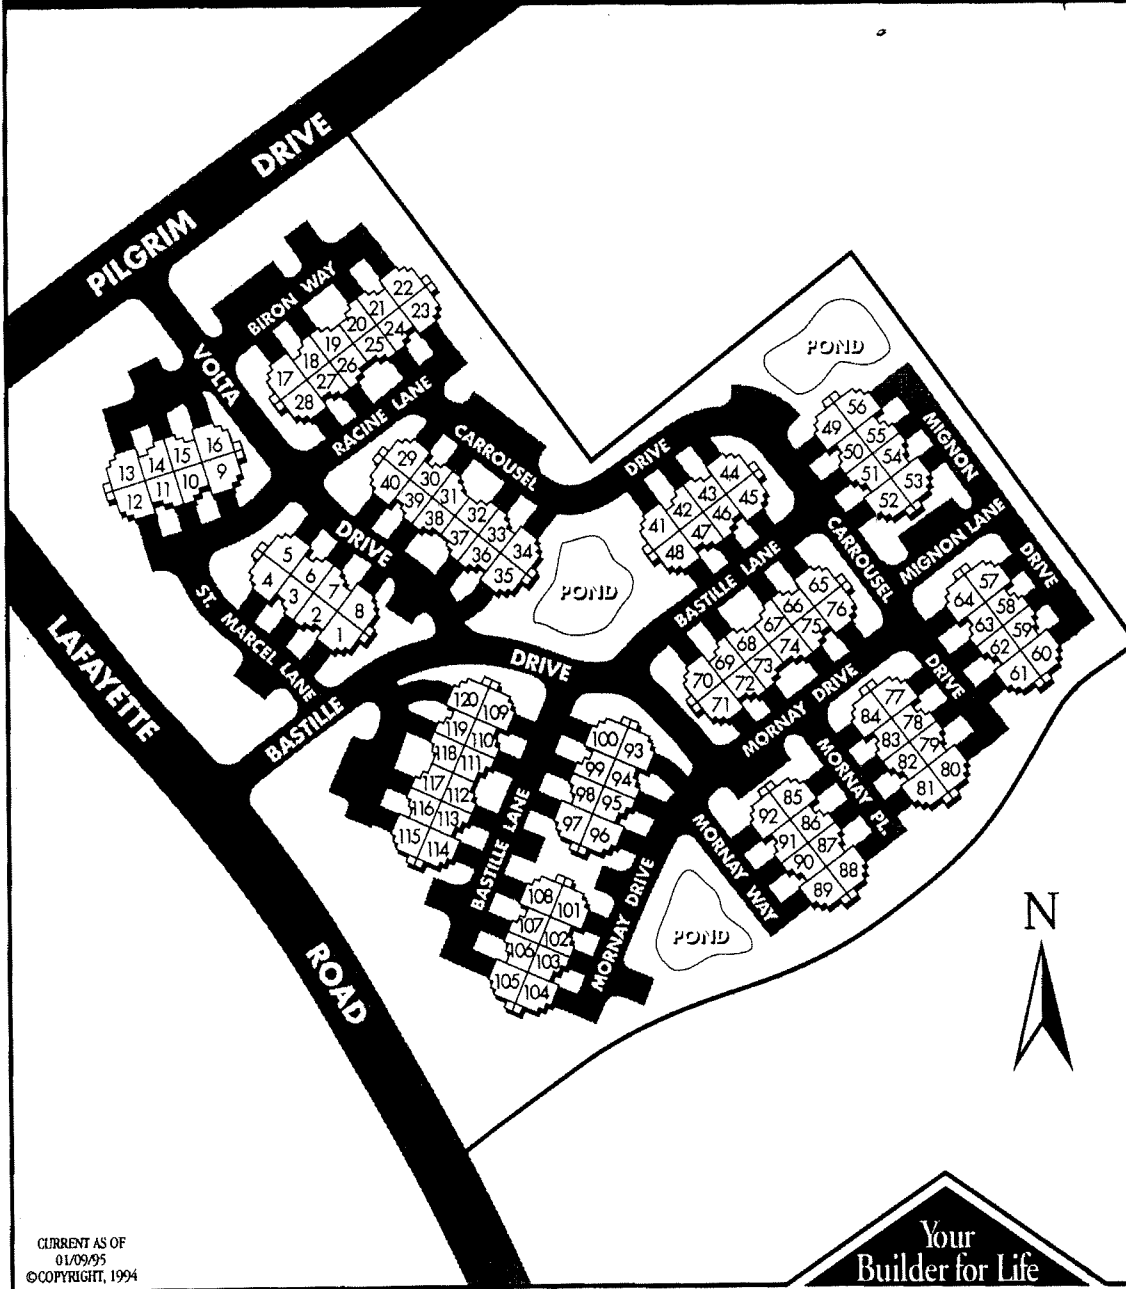 PILGRIM DRIVE
BIRON WAY
VOLTA DRIVE
RACINE LANE
CARROUSEL DRIVE
22
21 23
20 24
19 25
18 26
17 27
28
16
15
14 9
13 10
12 11
29
40 30
39 31
38 32
37 33
36 34
35
5
4 6
3 7
2 8
1
ST. MARCEL LANE
BASTILLE DRIVE
POND
POND
POND
44
43 45
42 46
41 47
48
56
49 55
50 54
51 53
52
MIGNON DRIVE
MIGNON LANE
CARROUSEL DRIVE
BASTILLE LANE
57
64 58
63 59
62 60
61
65
66 76
67 75
68 74
69 73
70 72
71
MORNAY DRIVE
77
84 78
83 79
82 80
81
MORNAY PL.
85
92 86
91 87
90 88
89
MORNAY WAY
120 109
119 110
118 111
117 112
116 113
115 114
BASTILLE LANE
100 93
99 94
98 95
97 96
108 101
107 102
106 103
105 104
MORNAY DRIVE
LAFAYETTE ROAD
N
CURRENT AS OF
01/09/95
©COPYRIGHT, 1994
Your
Builder for Life